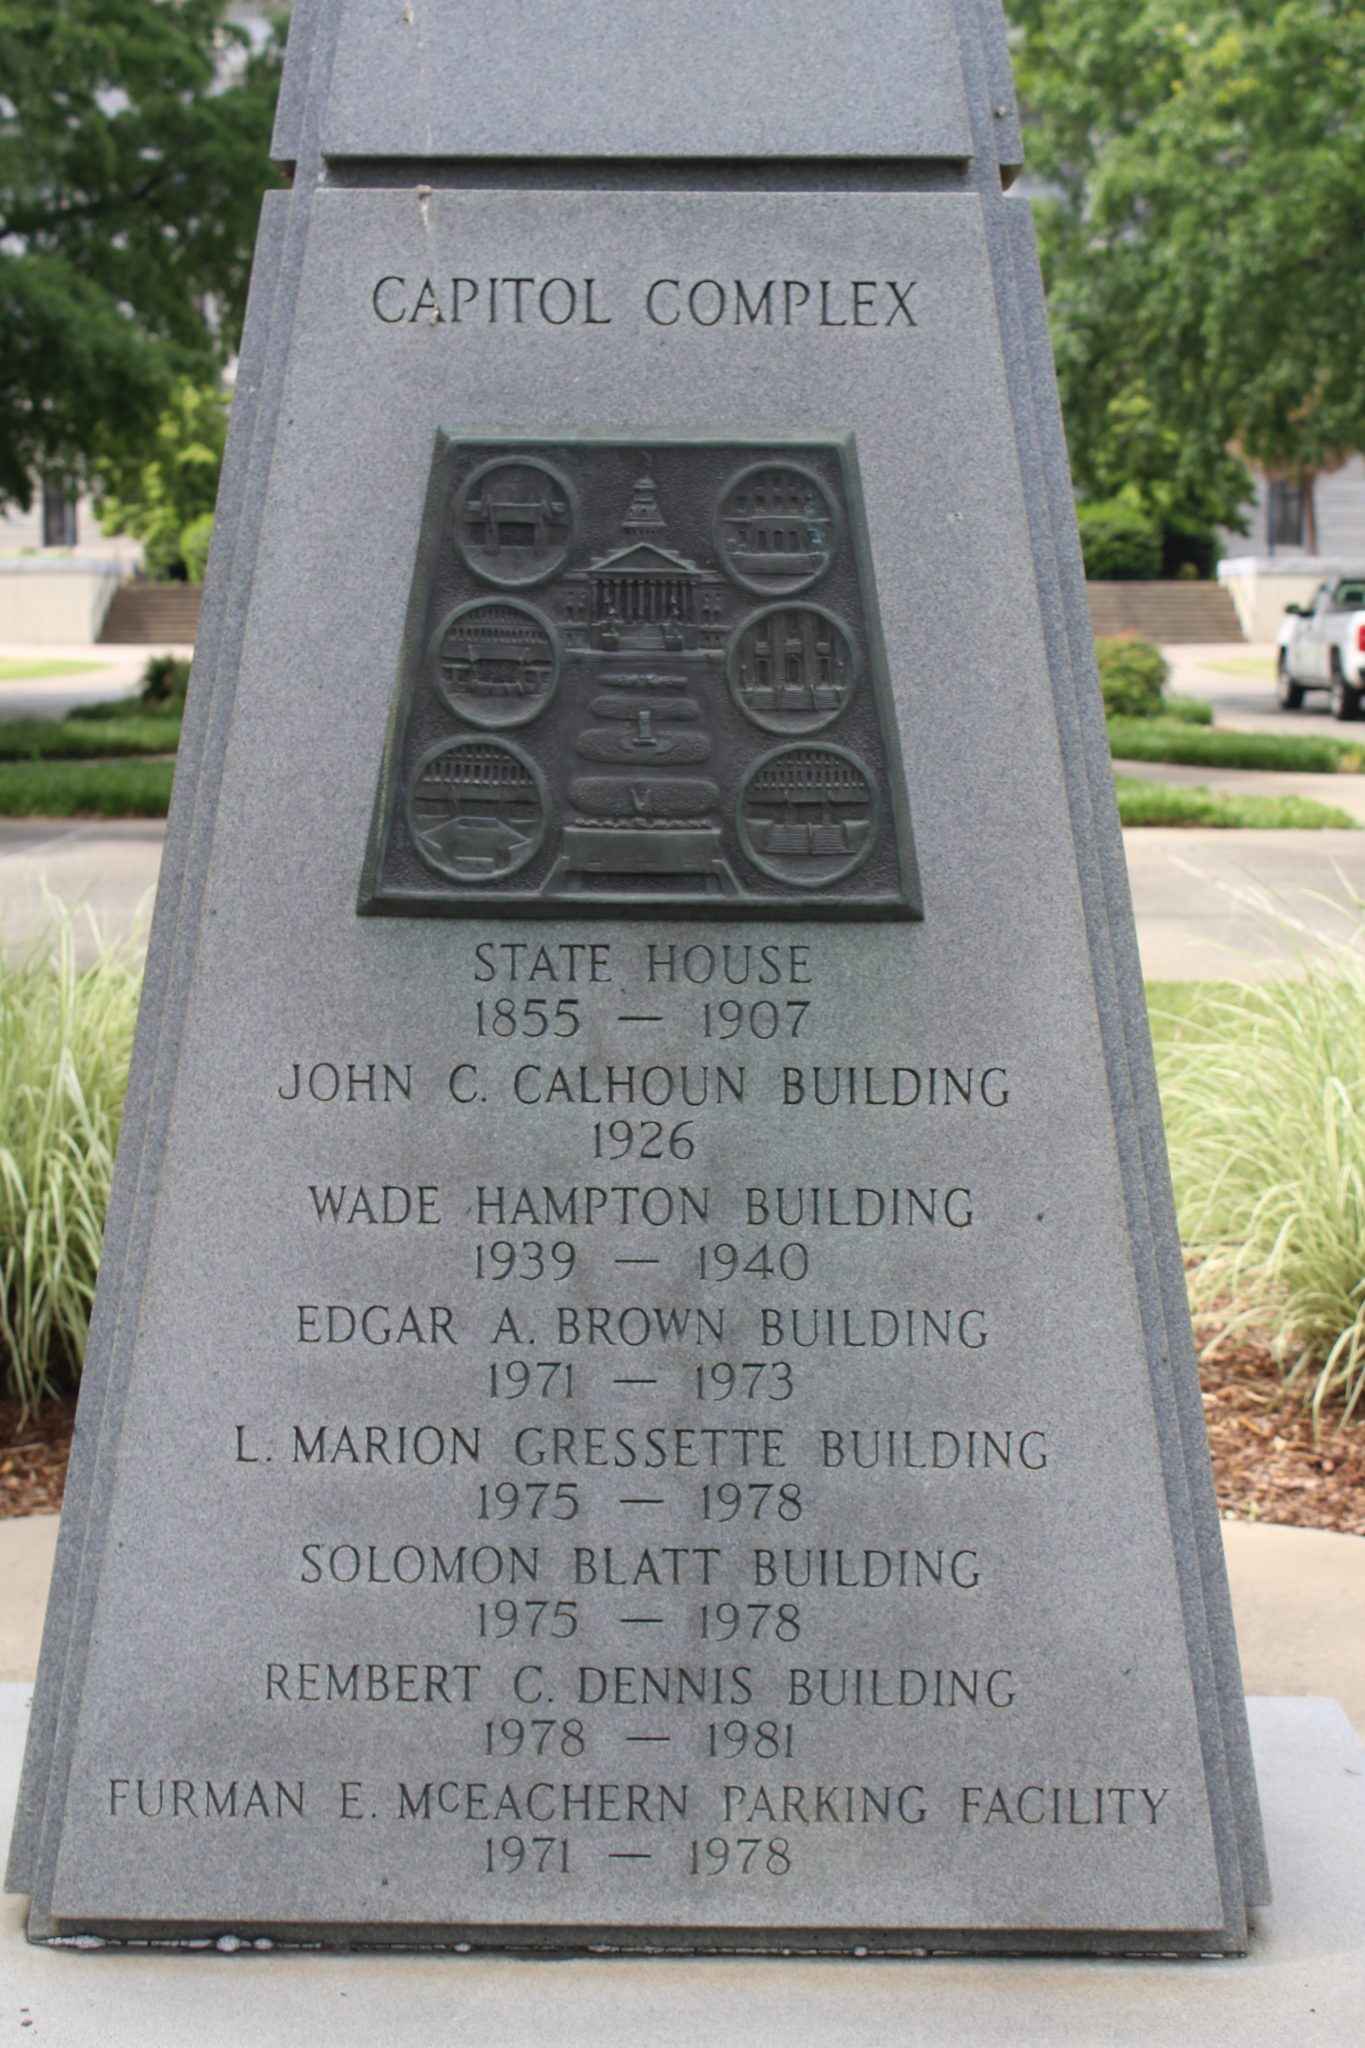 CAPITOL COMPLEX
STATE HOUSE
1855 — 1907
JOHN C. CALHOUN BUILDING
1926
WADE HAMPTON BUILDING
1939 — 1940
EDGAR A. BROWN BUILDING
1971 — 1973
L. MARION GRESSETTE BUILDING
1975 — 1978
SOLOMON BLATT BUILDING
1975 — 1978
REMBERT C. DENNIS BUILDING
1978 — 1981
FURMAN E. McEACHERN PARKING FACILITY
1971 — 1978